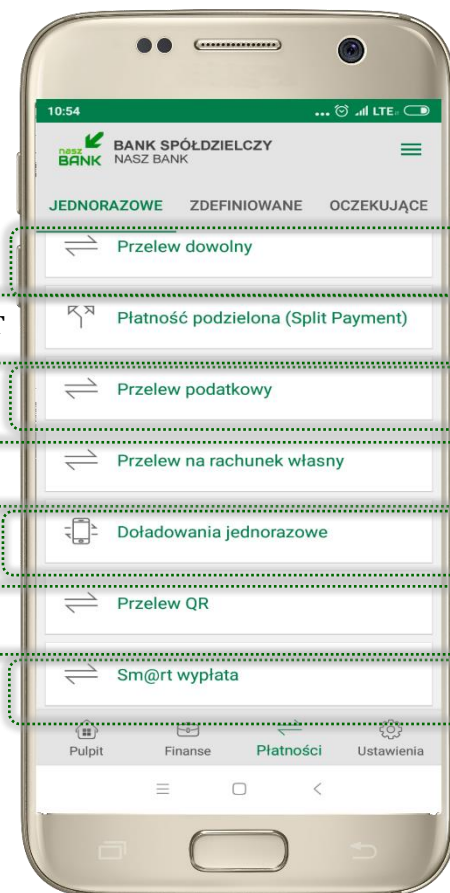 10:54
... LTE
nasz BANK
BANK SPÓŁDZIELCZY
NASZ BANK
JEDNORAZOWE ZDEFINIOWANE OCZEKUJĄCE
Przelew dowolny
T
Płatność podzielona (Split Payment)
Przelew podatkowy
Przelew na rachunek własny
Doładowania jednorazowe
Przelew QR
Sm@rt wypłata
Pulpit Finanse Płatności Ustawienia